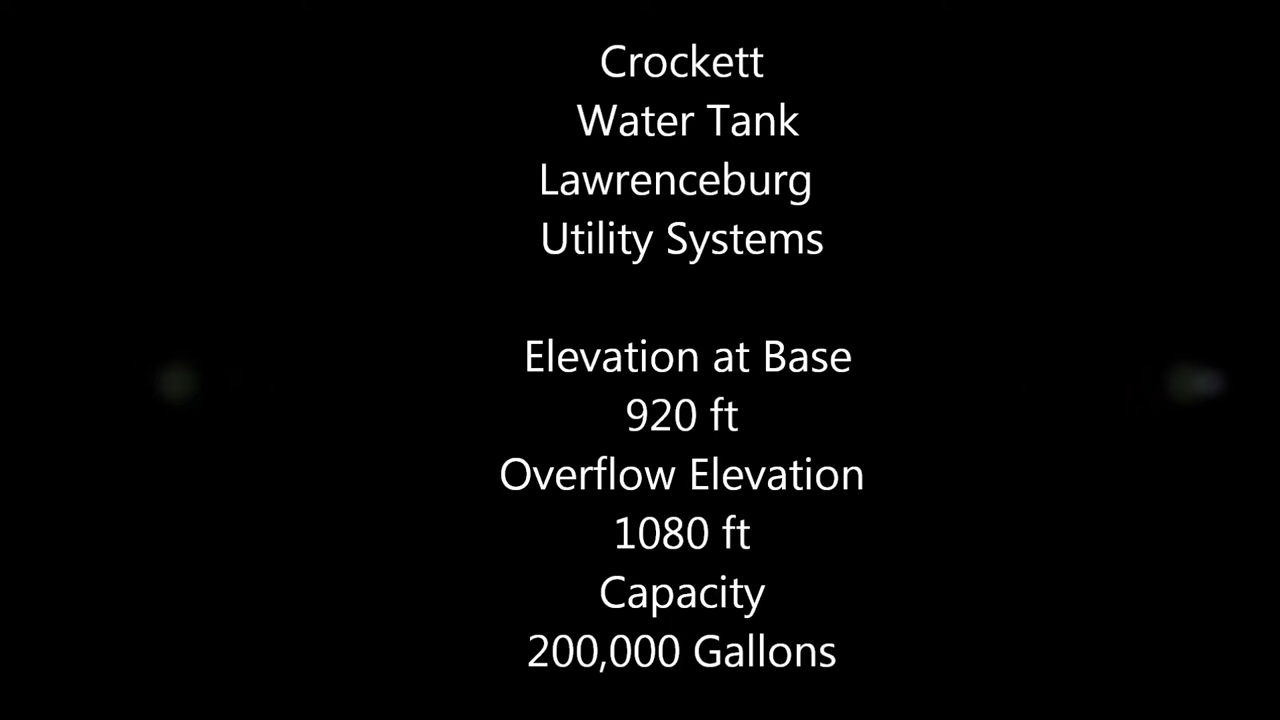 Crockett
Water Tank
Lawrenceburg
Utility Systems
Elevation at Base
920 ft
Overflow Elevation
1080 ft
Capacity
200,000 Gallons